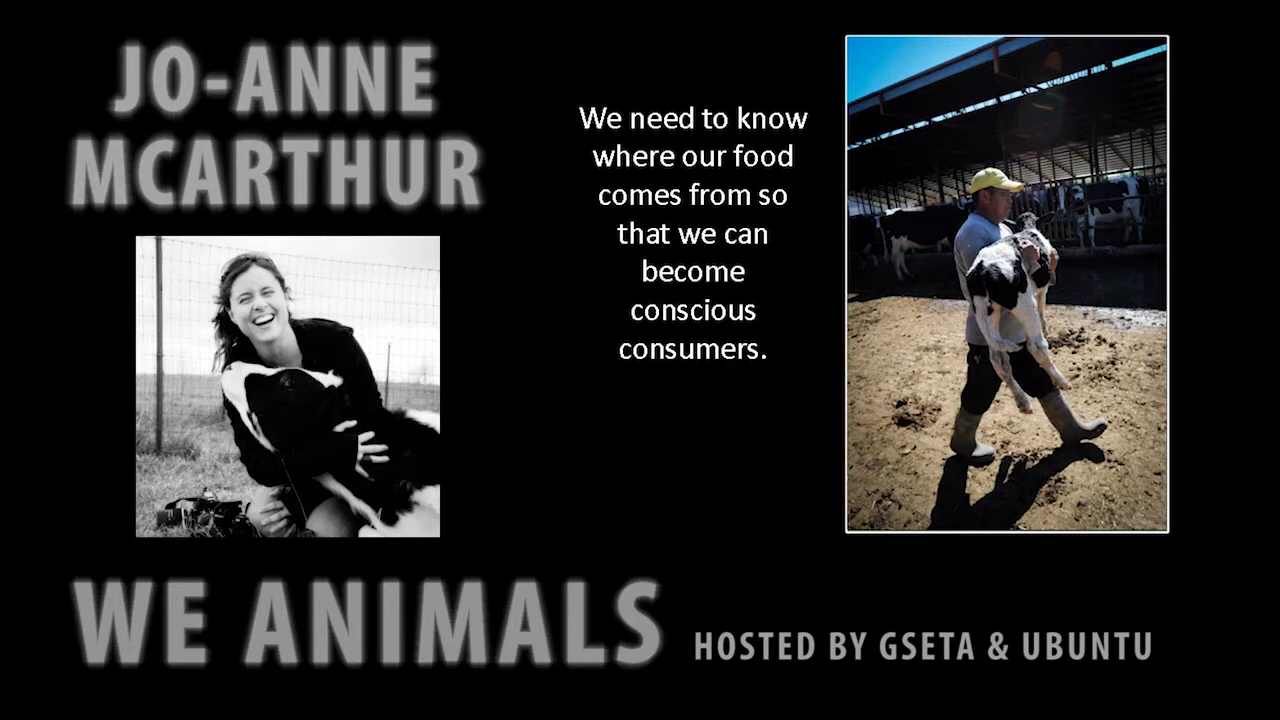 JO-ANNE
MCARTHUR
We need to know
where our food
comes from so
that we can
become
conscious
consumers.
WE ANIMALS
HOSTED BY GSETA & UBUNTU